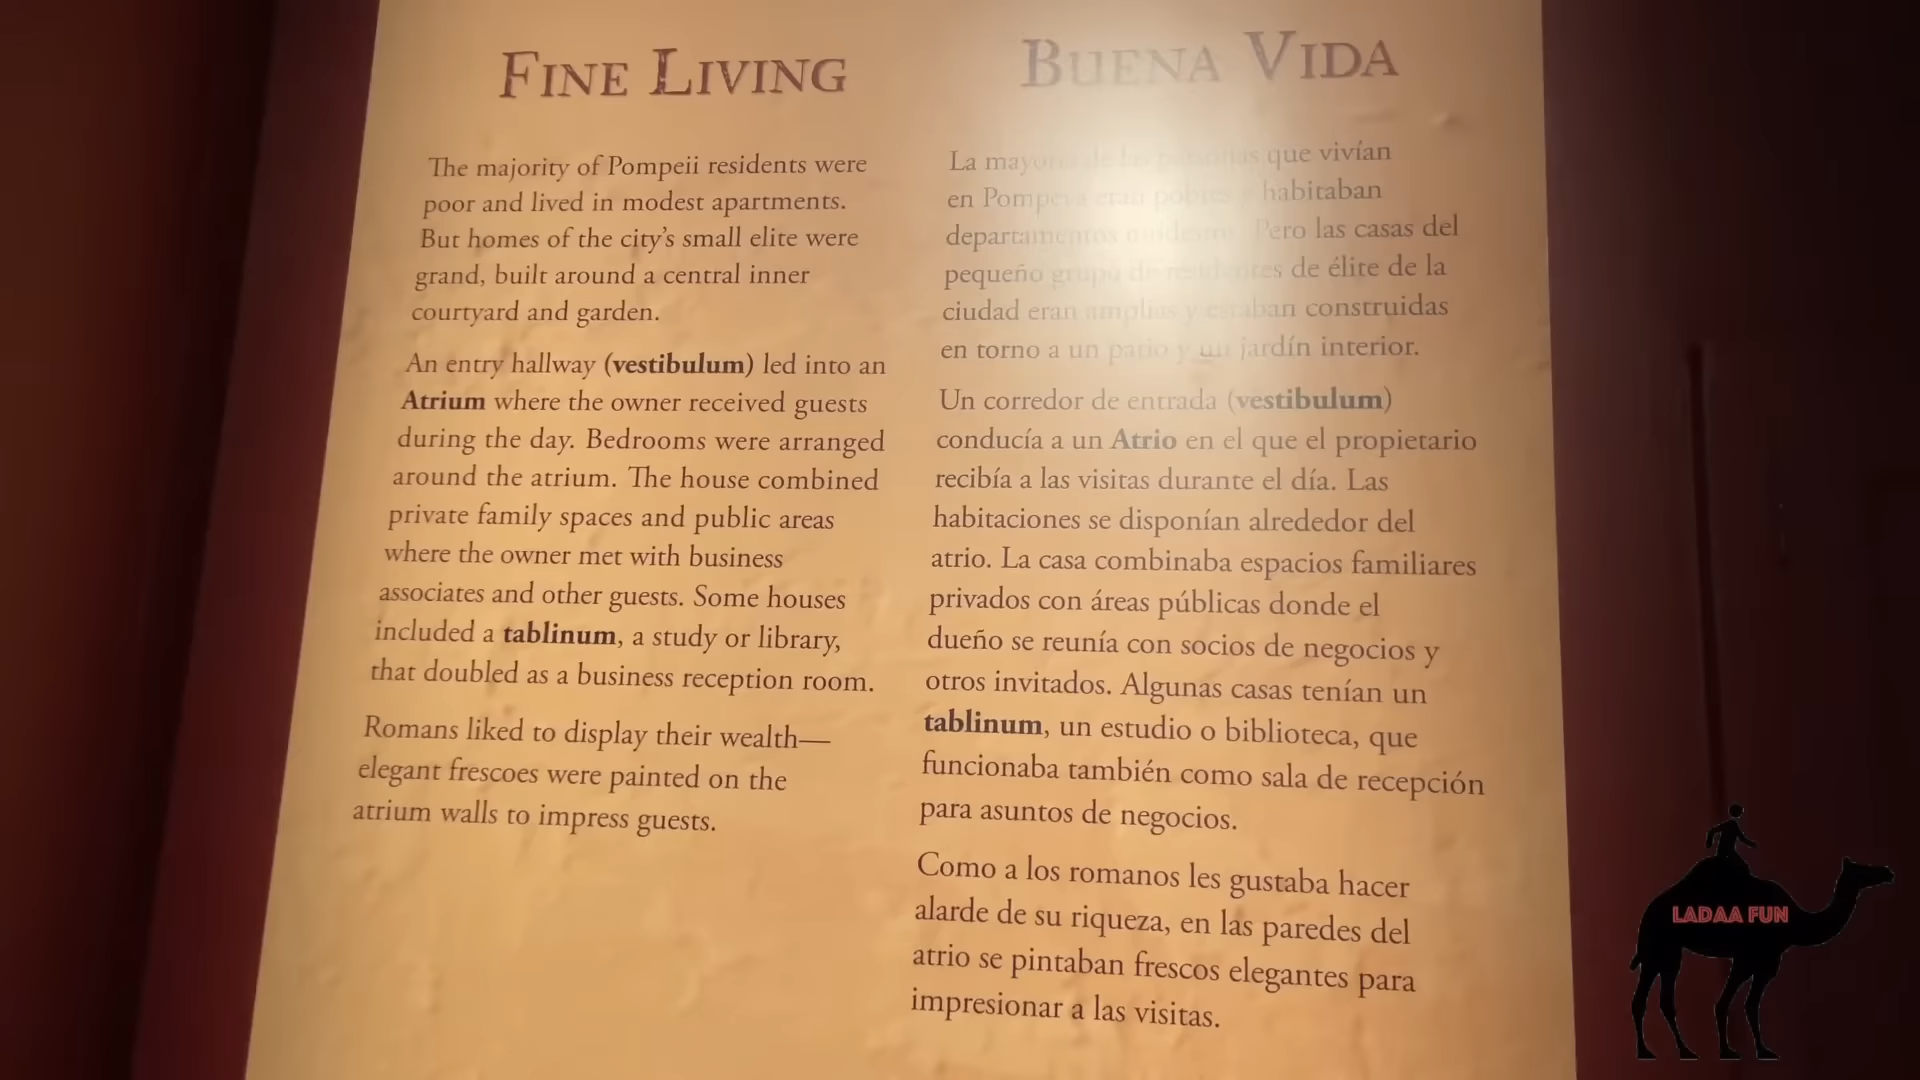 FINE LIVING
The majority of Pompeii residents were
poor and lived in modest apartments.
But homes of the city's small elite were
grand, built around a central inner
courtyard and garden.
An entry hallway (vestibulum) led into an
Atrium where the owner received guests
during the day. Bedrooms were arranged
around the atrium. The house combined
private family spaces and public areas
where the owner met with business
associates and other guests. Some houses
included a tablinum, a study or library,
that doubled as a business reception room.
Romans liked to display their wealth—
elegant frescoes were painted on the
atrium walls to impress guests.
BUENA VIDA
La mayoría de las personas que vivían
en Pompeya eran pobres y habitaban
departamentos modestos. Pero las casas del
pequeño grupo de residentes de élite de la
ciudad eran amplias y estaban construidas
en torno a un patio y un jardín interior.
Un corredor de entrada (vestibulum)
conducía a un Atrio en el que el propietario
recibía a las visitas durante el día. Las
habitaciones se disponían alrededor del
atrio. La casa combinaba espacios familiares
privados con áreas públicas donde el
dueño se reunía con socios de negocios y
otros invitados. Algunas casas tenían un
tablinum, un estudio o biblioteca, que
funcionaba también como sala de recepción
para asuntos de negocios.
Como a los romanos les gustaba hacer
alarde de su riqueza, en las paredes del
atrio se pintaban frescos elegantes para
impresionar a las visitas.
LADAA FUN